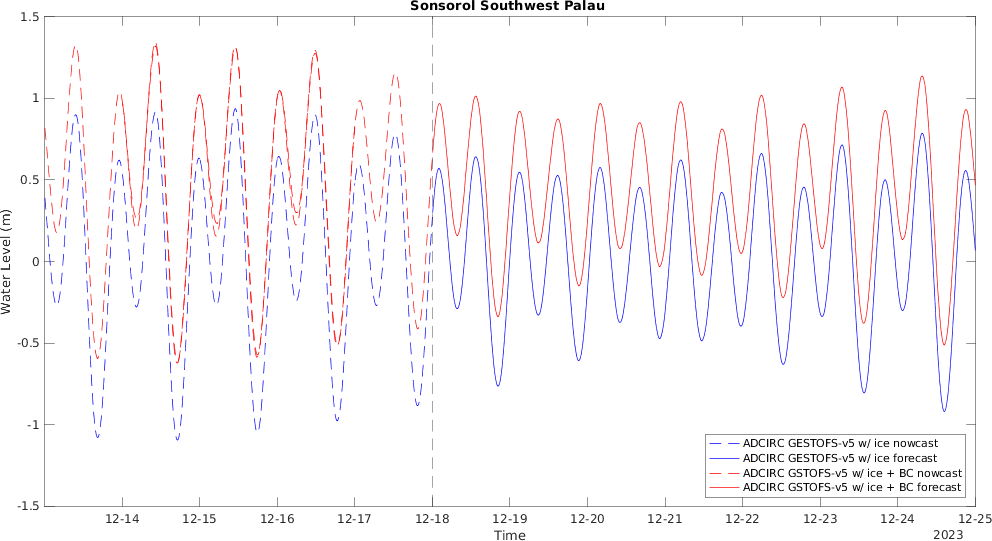 Sonsorol Southwest Palau
1.5
1
0.5
0
-0.5
-1
-1.5
Water Level (m)
ADCIRC GESTOFS-v5 w/ ice nowcast
ADCIRC GESTOFS-v5 w/ ice forecast
ADCIRC GSTOFS-v5 w/ ice + BC nowcast
ADCIRC GSTOFS-v5 w/ ice + BC forecast
12-14 12-15 12-16 12-17 12-18 12-19 12-20 12-21 12-22 12-23 12-24 12-25
Time
2023